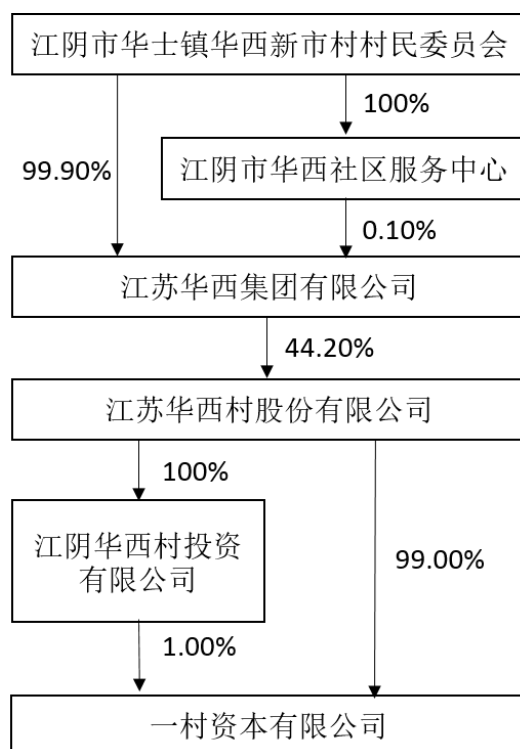 江阴市华士镇华西新市村村民委员会
100%
99.90%
江阴市华西社区服务中心
0.10%
江苏华西集团有限公司
44.20%
江苏华西村股份有限公司
100%
江阴华西村投资
有限公司
99.00%
1.00%
一村资本有限公司